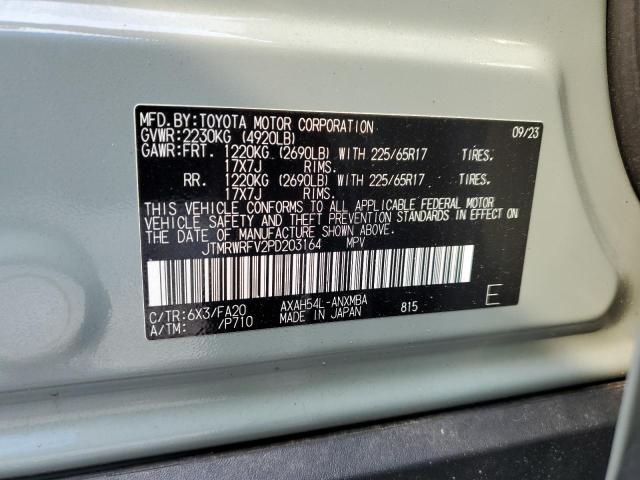 MFD. BY: TOYOTA MOTOR CORPORATION 09/23
GVWR: 2230KG (4920LB)
GAWR: FRT. 1220KG (2690LB) WITH 225/65R17 TIRES.
17X7J RIMS.
RR. 1220KG (2690LB) WITH 225/65R17 TIRES.
17X7J RIMS.
THIS VEHICLE CONFORMS TO ALL APPLICABLE FEDERAL MOTOR
VEHICLE SAFETY AND THEFT PREVENTION STANDARDS IN EFFECT ON
THE DATE OF MANUFACTURE SHOWN ABOVE.
JTMRWRFV2PD203164 MPV
C/TR: 6X3/FA20 AXAH54L-ANXMBA 815 E
A/TM: /P710 MADE IN JAPAN